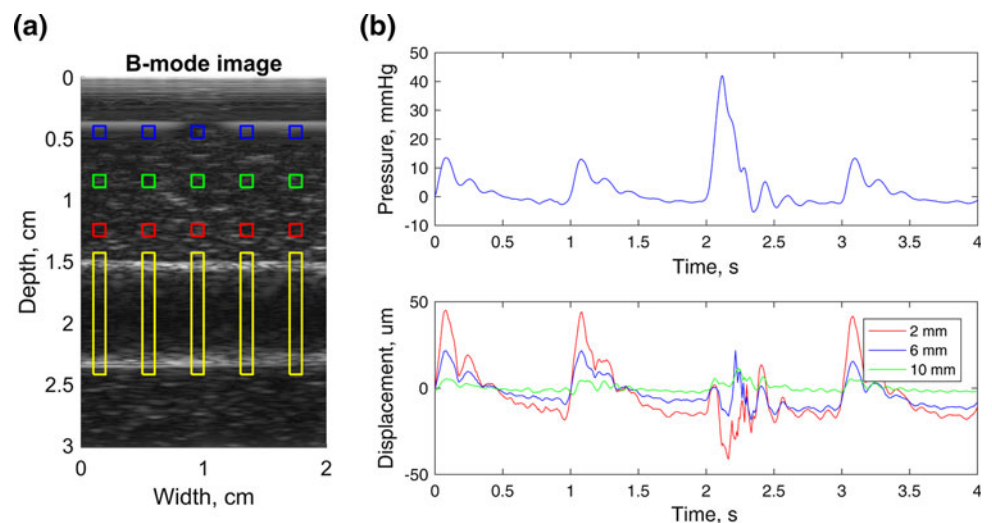 (a)
B-mode image
0
0.5
1
1.5
2
2.5
3
Depth, cm
0 1 2
Width, cm
(b)
50
40
30
20
10
0
-10
Pressure, mmHg
0 0.5 1 1.5 2 2.5 3 3.5 4
Time, s
50
0
-50
Displacement, um
2 mm
6 mm
10 mm
0 0.5 1 1.5 2 2.5 3 3.5 4
Time, s